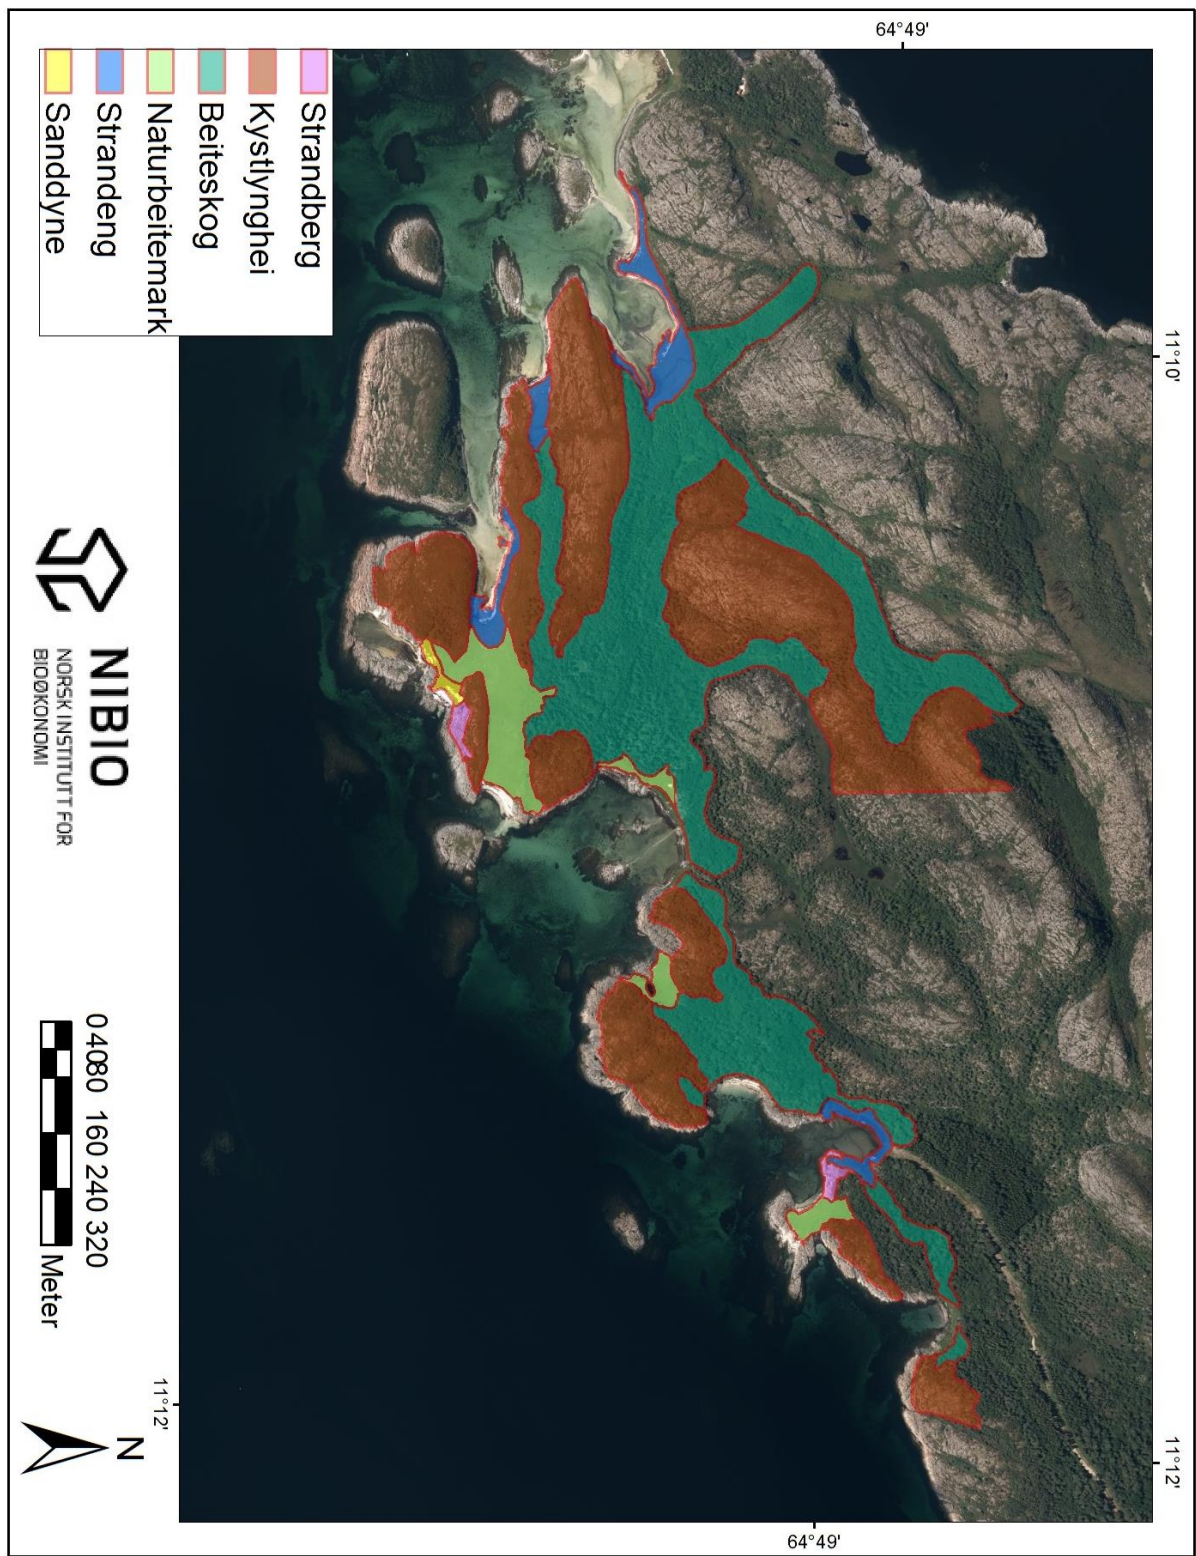 64°49'
11°10'
11°12'
11°12'
64°49'
Strandberg
Kystlynghei
Beiteskog
Naturbeitemark
Strandeng
Sanddyne
NIBIO
NORSK INSTITUTT FOR
BIOØKONOMI
0 40 80 160 240 320
Meter
N